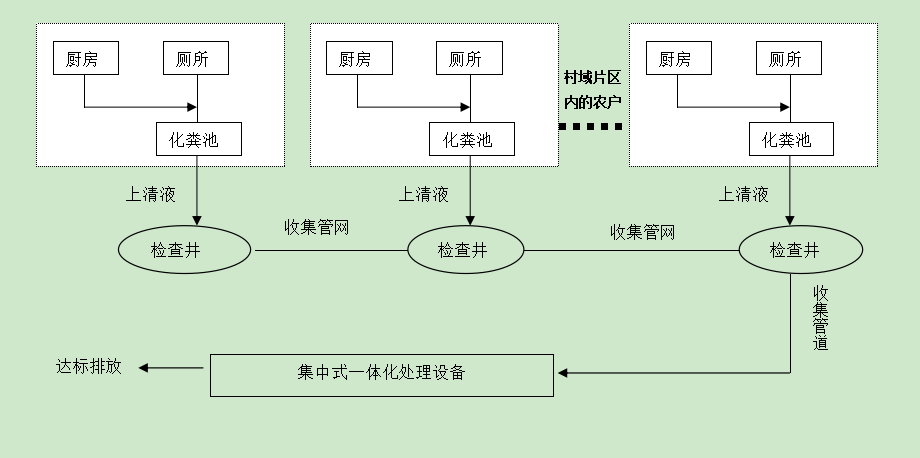 厨房
厕所
厨房
厕所
厨房
厕所
村域片区
内的农户
化粪池
化粪池
化粪池
上清液
上清液
上清液
检查井
收集管网
检查井
收集管网
检查井
收集管道
达标排放
集中式一体化处理设备